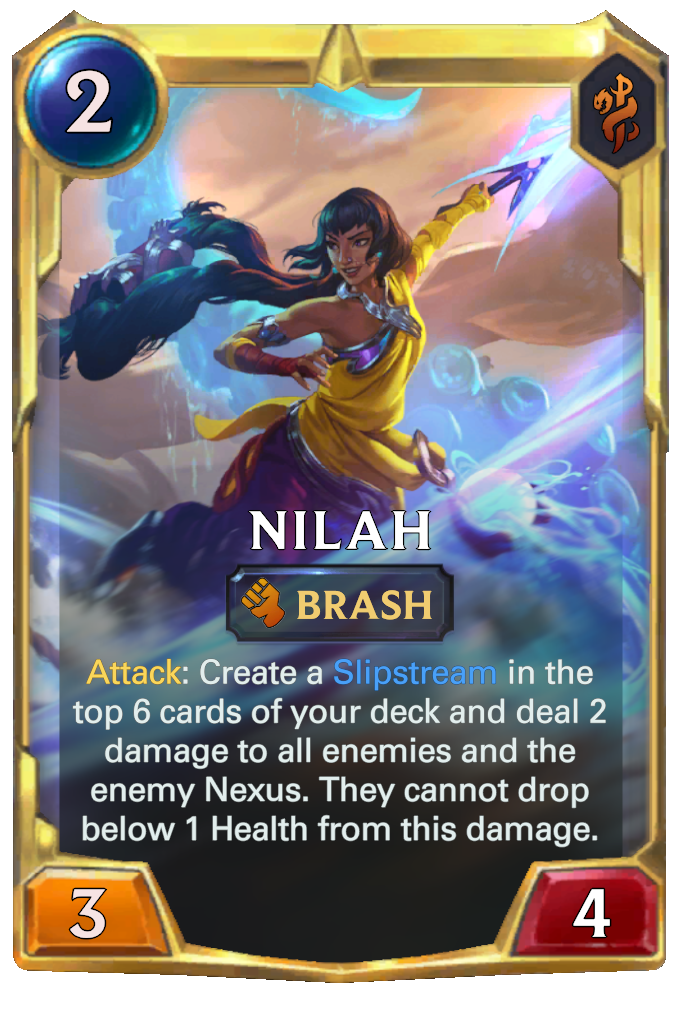 2
NILAH
BRASH
Attack: Create a Slipstream in the
top 6 cards of your deck and deal 2
damage to all enemies and the
enemy Nexus. They cannot drop
below 1 Health from this damage.
3 4